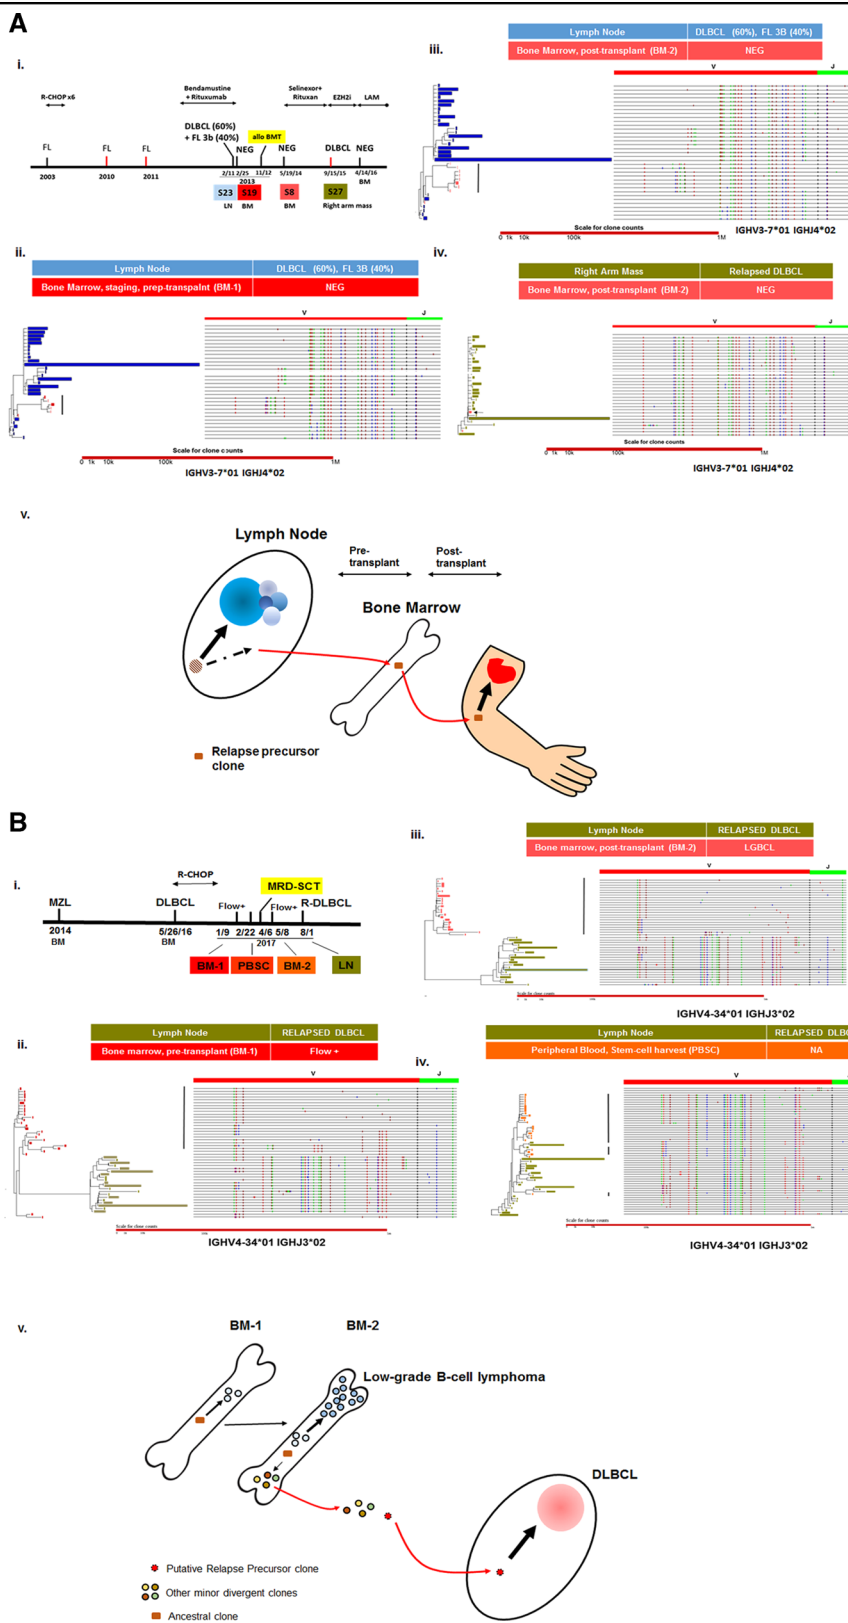 A
i.
R-CHOP x6
Bendamustine
+ Rituxumab
Selinexor+
Rituxan
EZH2i
LAM
DLBCL (60%)
+ FL 3b (40%)
allo BMT
FL
FL
FL
NEG
NEG
DLBCL
NEG
2003
2010
2011
2/11
2/25
11/12
5/19/14
9/15/15
4/14/16
2013
BM
S23
S19
S8
S27
LN
BM
BM
Right arm mass
iii.
Lymph Node
DLBCL (60%), FL 3B (40%)
Bone Marrow, post-transplant (BM-2)
NEG
V
J
Scale for clone counts
0 1k 10k
100k
1M
IGHV3-7*01 IGHJ4*02
ii.
Lymph Node
DLBCL (60%), FL 3B (40%)
Bone Marrow, staging, prep-transpalnt (BM-1)
NEG
V
J
Scale for clone counts
0 1k 10k
100k
1M
IGHV3-7*01 IGHJ4*02
iv.
Right Arm Mass
Relapsed DLBCL
Bone Marrow, post-transplant (BM-2)
NEG
V
J
Scale for clone counts
0 1k 10k
100k
1M
IGHV3-7*01 IGHJ4*02
v.
Lymph Node
Pre-
transplant
Post-
transplant
Bone Marrow
Relapse precursor
clone
B
i.
R-CHOP
MRD-SCT
MZL
DLBCL
Flow+
Flow+
R-DLBCL
2014
5/26/16
1/9
2/22
4/6
5/8
8/1
BM
BM
2017
BM-1
PBSC
BM-2
LN
iii.
Lymph Node
RELAPSED DLBCL
Bone marrow, post-transplant (BM-2)
LGBCL
V
J
Scale for clone counts
IGHV4-34*01 IGHJ3*02
ii.
Lymph Node
RELAPSED DLBCL
Bone marrow, pre-transplant (BM-1)
Flow +
V
J
Scale for clone counts
IGHV4-34*01 IGHJ3*02
iv.
Lymph Node
RELAPSED DLBC
Peripheral Blood, Stem-cell harvest (PBSC)
NA
V
J
Scale for clone counts
IGHV4-34*01 IGHJ3*02
v.
BM-1
BM-2
Low-grade B-cell lymphoma
DLBCL
Putative Relapse Precursor clone
Other minor divergent clones
Ancestral clone